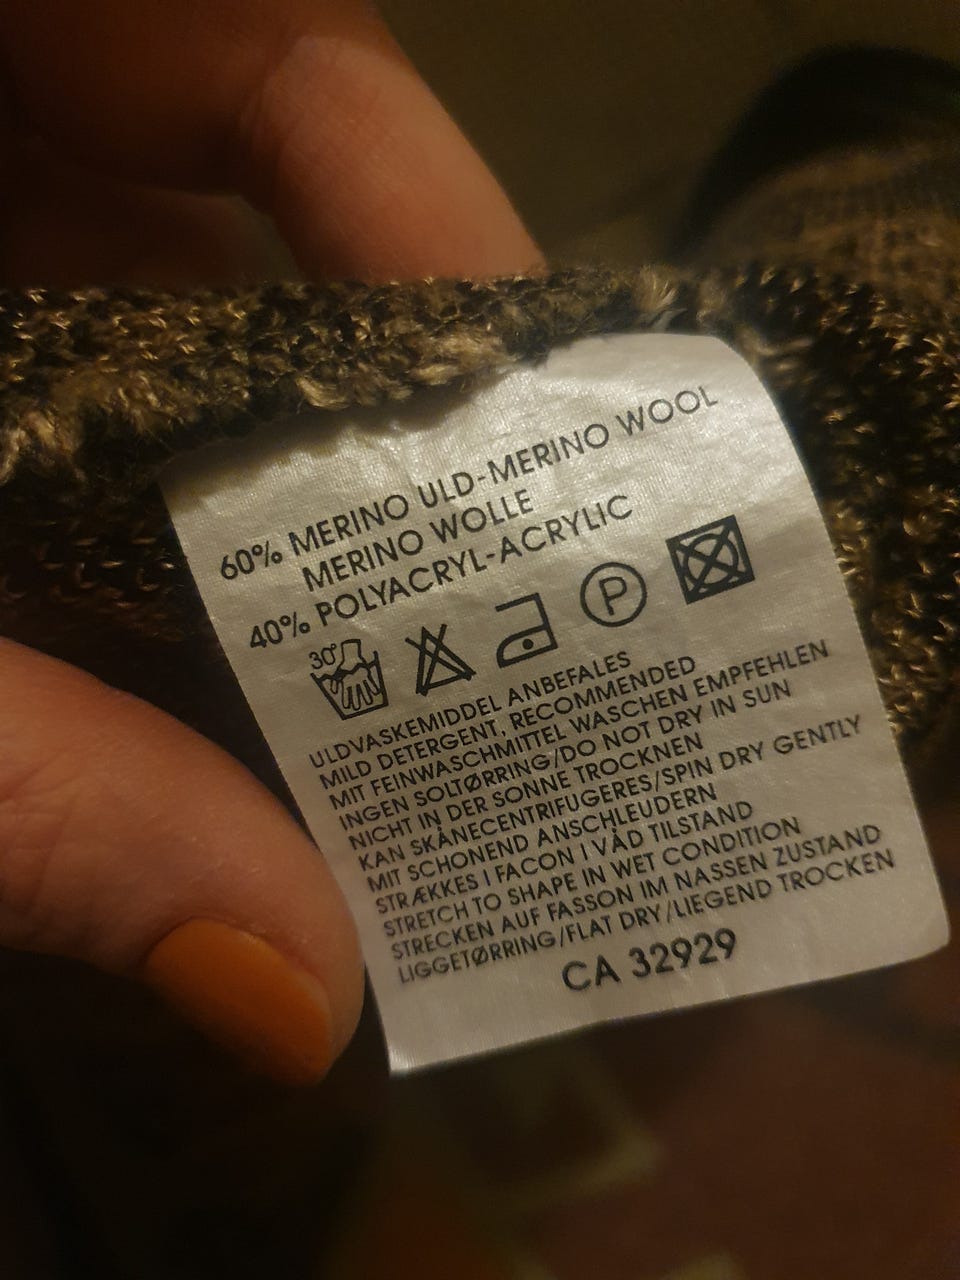 60% MERINO ULD-MERINO WOOL
MERINO WOLLE
40% POLYACRYL-ACRYLIC
30°
P
ULDVASKEMIDDEL ANBEFALES
MILD DETERGENT, RECOMMENDED
MIT FEINWASCHMITTEL WASCHEN EMPFEHLEN
INGEN SOLTØRRING/DO NOT DRY IN SUN
NICHT IN DER SONNE TROCKNEN
KAN SKÅNECENTRIFUGERES/SPIN DRY GENTLY
MIT SCHONEND ANSCHLEUDERN
STRÆKKES I FACON I VÅD TILSTAND
STRETCH TO SHAPE IN WET CONDITION
STRECKEN AUF FASSON IM NASSEN ZUSTAND
LIGGETØRRING/FLAT DRY/LIEGEND TROCKEN
CA 32929